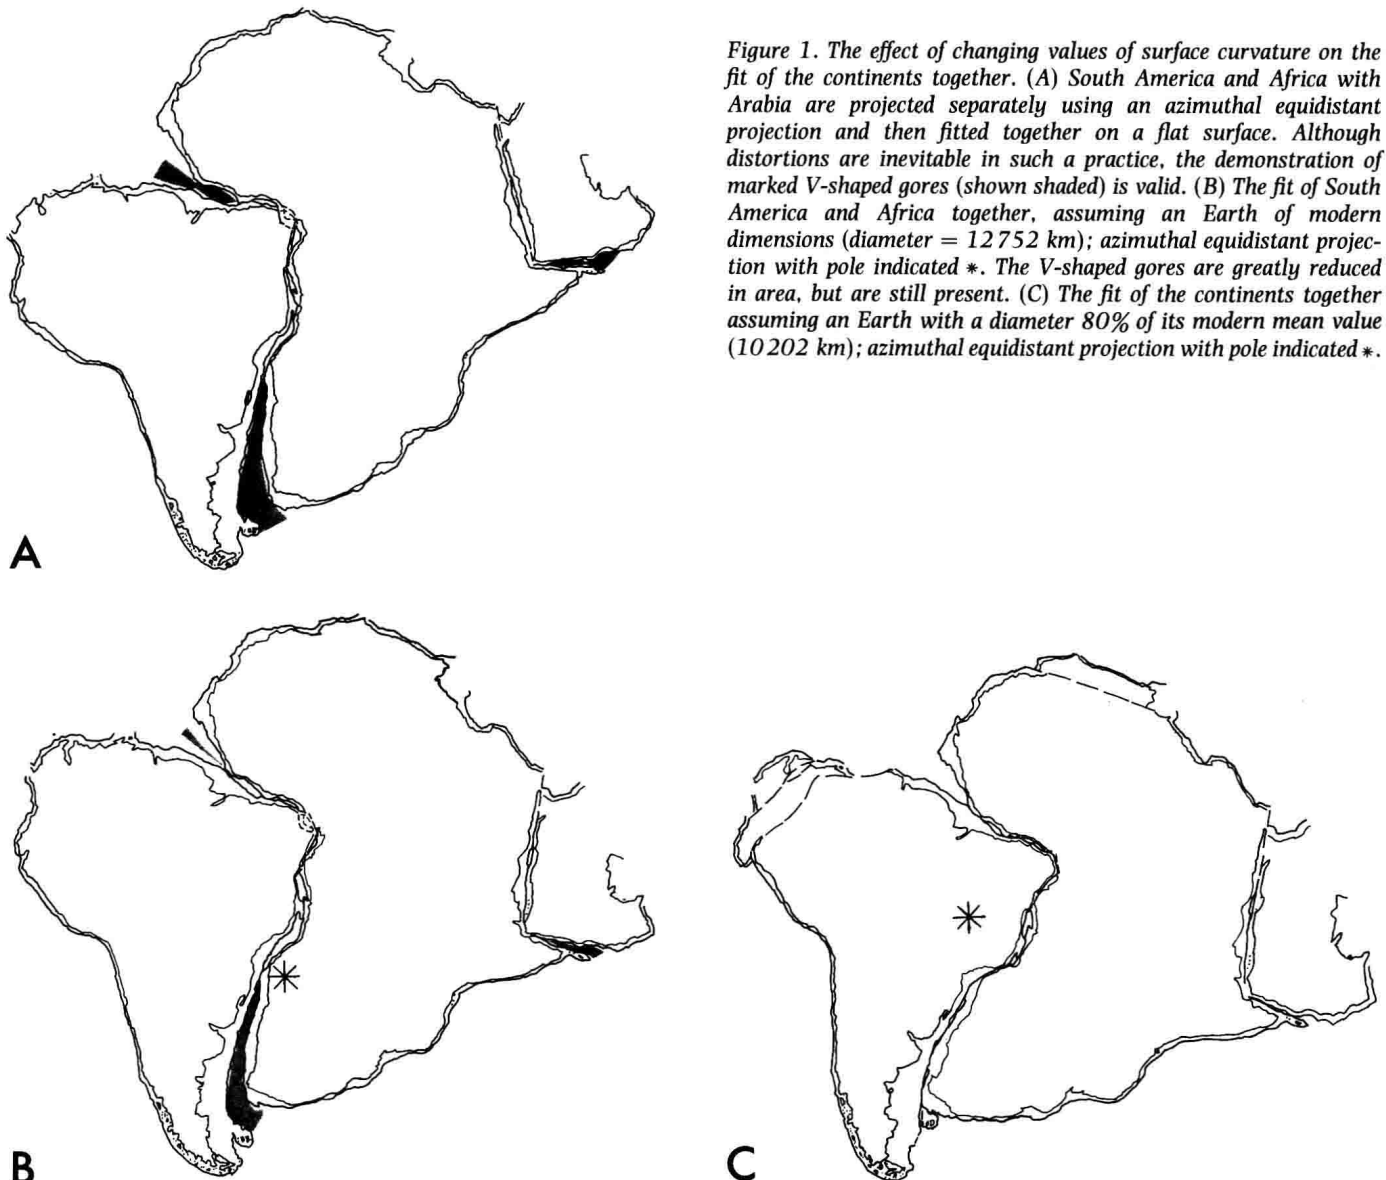 Figure 1. The effect of changing values of surface curvature on the
fit of the continents together. (A) South America and Africa with
Arabia are projected separately using an azimuthal equidistant
projection and then fitted together on a flat surface. Although
distortions are inevitable in such a practice, the demonstration of
marked V-shaped gores (shown shaded) is valid. (B) The fit of South
America and Africa together, assuming an Earth of modern
dimensions (diameter = 12 752 km); azimuthal equidistant projec-
tion with pole indicated *. The V-shaped gores are greatly reduced
in area, but are still present. (C) The fit of the continents together
assuming an Earth with a diameter 80% of its modern mean value
(10 202 km); azimuthal equidistant projection with pole indicated *.
A
B
C